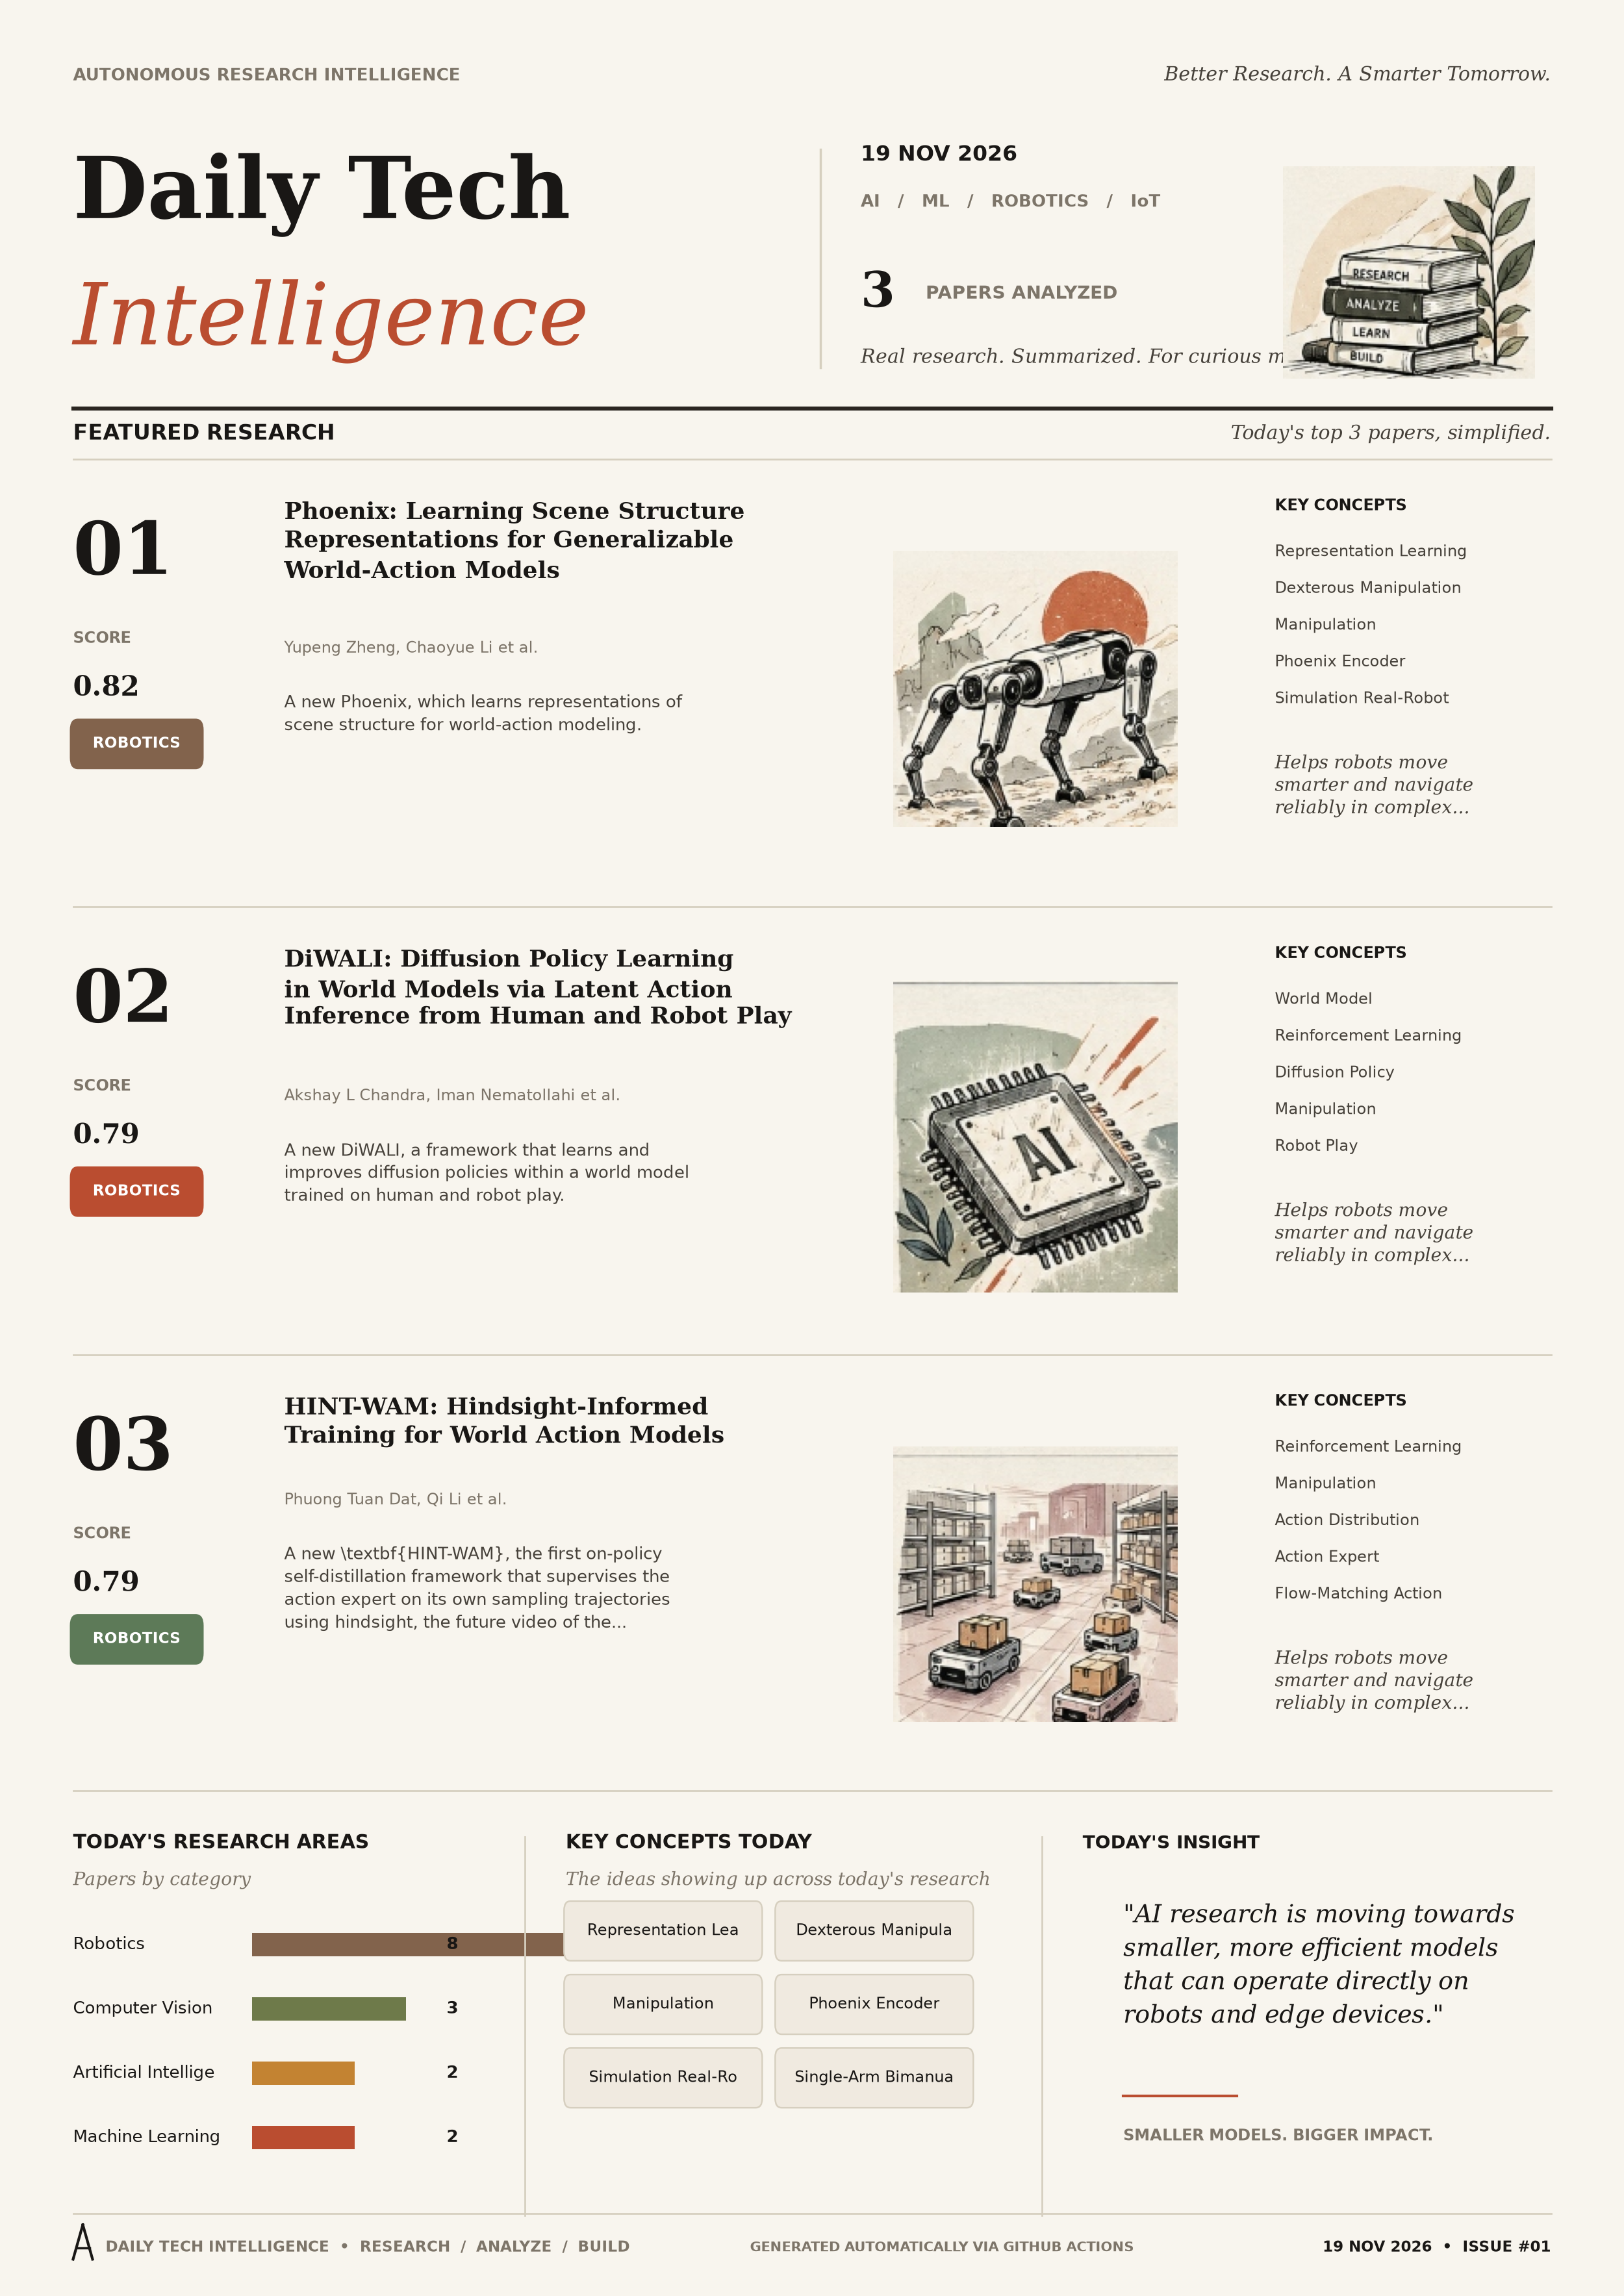 AUTONOMOUS RESEARCH INTELLIGENCE
Better Research. A Smarter Tomorrow.
Daily Tech
Intelligence
19 NOV 2026
AI / ML / ROBOTICS / IoT
3 PAPERS ANALYZED
Real research. Summarized. For curious m
RESEARCH
ANALYZE
LEARN
BUILD
FEATURED RESEARCH
Today's top 3 papers, simplified.
01
SCORE
0.82
ROBOTICS
Phoenix: Learning Scene Structure
Representations for Generalizable
World-Action Models
Yupeng Zheng, Chaoyue Li et al.
A new Phoenix, which learns representations of
scene structure for world-action modeling.
KEY CONCEPTS
Representation Learning
Dexterous Manipulation
Manipulation
Phoenix Encoder
Simulation Real-Robot
Helps robots move
smarter and navigate
reliably in complex...
02
SCORE
0.79
ROBOTICS
DiWALI: Diffusion Policy Learning
in World Models via Latent Action
Inference from Human and Robot Play
Akshay L Chandra, Iman Nematollahi et al.
A new DiWALI, a framework that learns and
improves diffusion policies within a world model
trained on human and robot play.
AI
KEY CONCEPTS
World Model
Reinforcement Learning
Diffusion Policy
Manipulation
Robot Play
Helps robots move
smarter and navigate
reliably in complex...
03
SCORE
0.79
ROBOTICS
HINT-WAM: Hindsight-Informed
Training for World Action Models
Phuong Tuan Dat, Qi Li et al.
A new \textbf{HINT-WAM}, the first on-policy
self-distillation framework that supervises the
action expert on its own sampling trajectories
using hindsight, the future video of the...
KEY CONCEPTS
Reinforcement Learning
Manipulation
Action Distribution
Action Expert
Flow-Matching Action
Helps robots move
smarter and navigate
reliably in complex...
TODAY'S RESEARCH AREAS
Papers by category
Robotics 8
Computer Vision 3
Artificial Intellige 2
Machine Learning 2
KEY CONCEPTS TODAY
The ideas showing up across today's research
Representation Lea
Dexterous Manipula
Manipulation
Phoenix Encoder
Simulation Real-Ro
Single-Arm Bimanua
TODAY'S INSIGHT
"AI research is moving towards
smaller, more efficient models
that can operate directly on
robots and edge devices."
SMALLER MODELS. BIGGER IMPACT.
A DAILY TECH INTELLIGENCE • RESEARCH / ANALYZE / BUILD
GENERATED AUTOMATICALLY VIA GITHUB ACTIONS
19 NOV 2026 • ISSUE #01